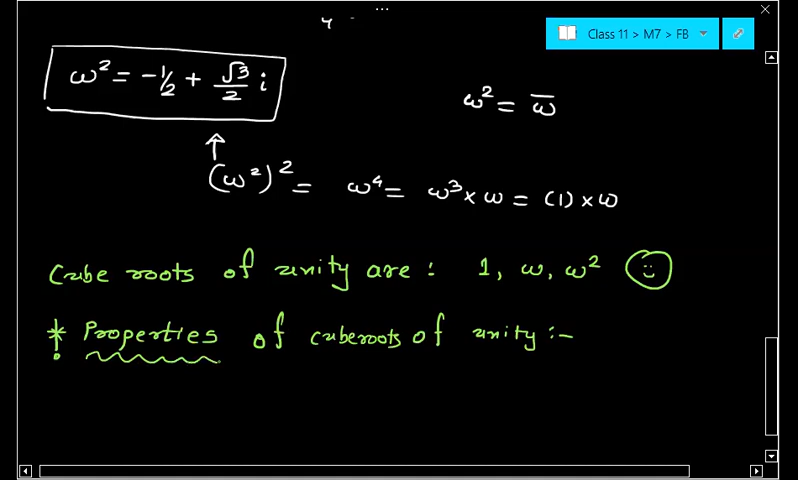 Class 11 > M7 > FB
ω² = -1/2 + √3/2 i
ω² = ω̅
(ω²)² = ω⁴ = ω³ × ω = (1) × ω
Cube roots of unity are : 1, ω, ω²
* Properties of cuberoots of unity :-